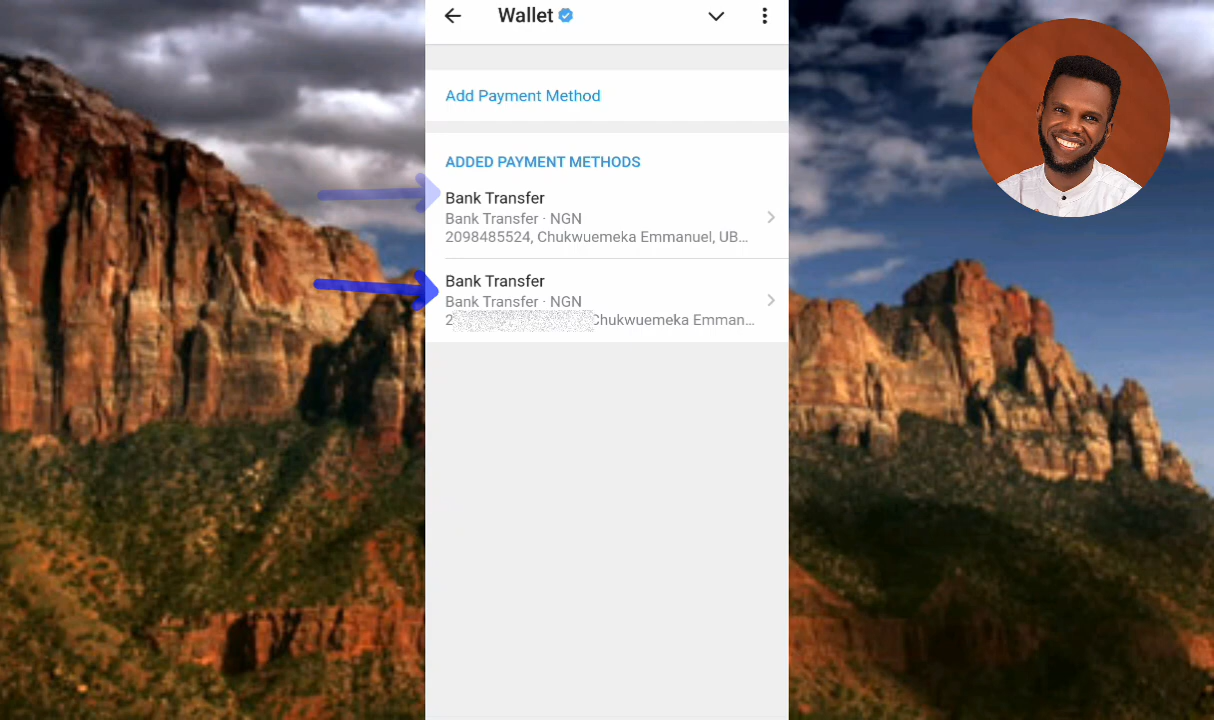 Wallet
Add Payment Method
ADDED PAYMENT METHODS
Bank Transfer
Bank Transfer · NGN
2098485524, Chukwuemeka Emmanuel, UB...
Bank Transfer
Bank Transfer · NGN
2 Chukwuemeka Emman...